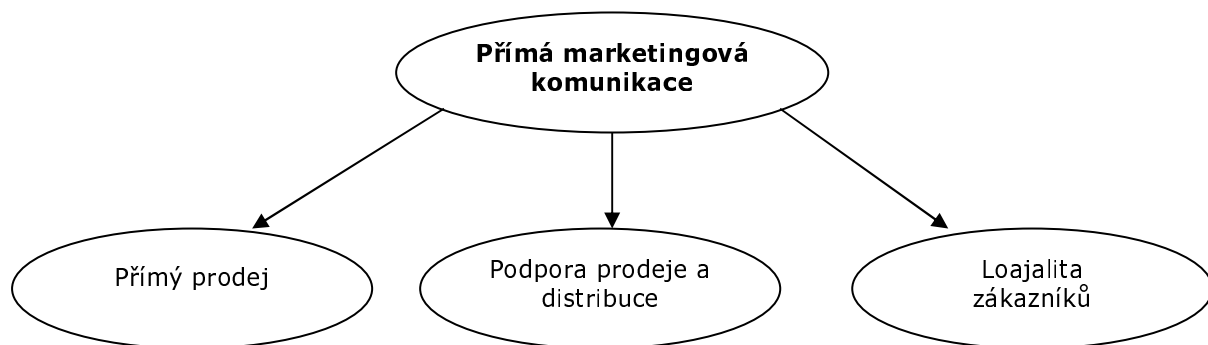 Přímá marketingová
komunikace
Přímý prodej
Podpora prodeje a
distribuce
Loajalita
zákazníků